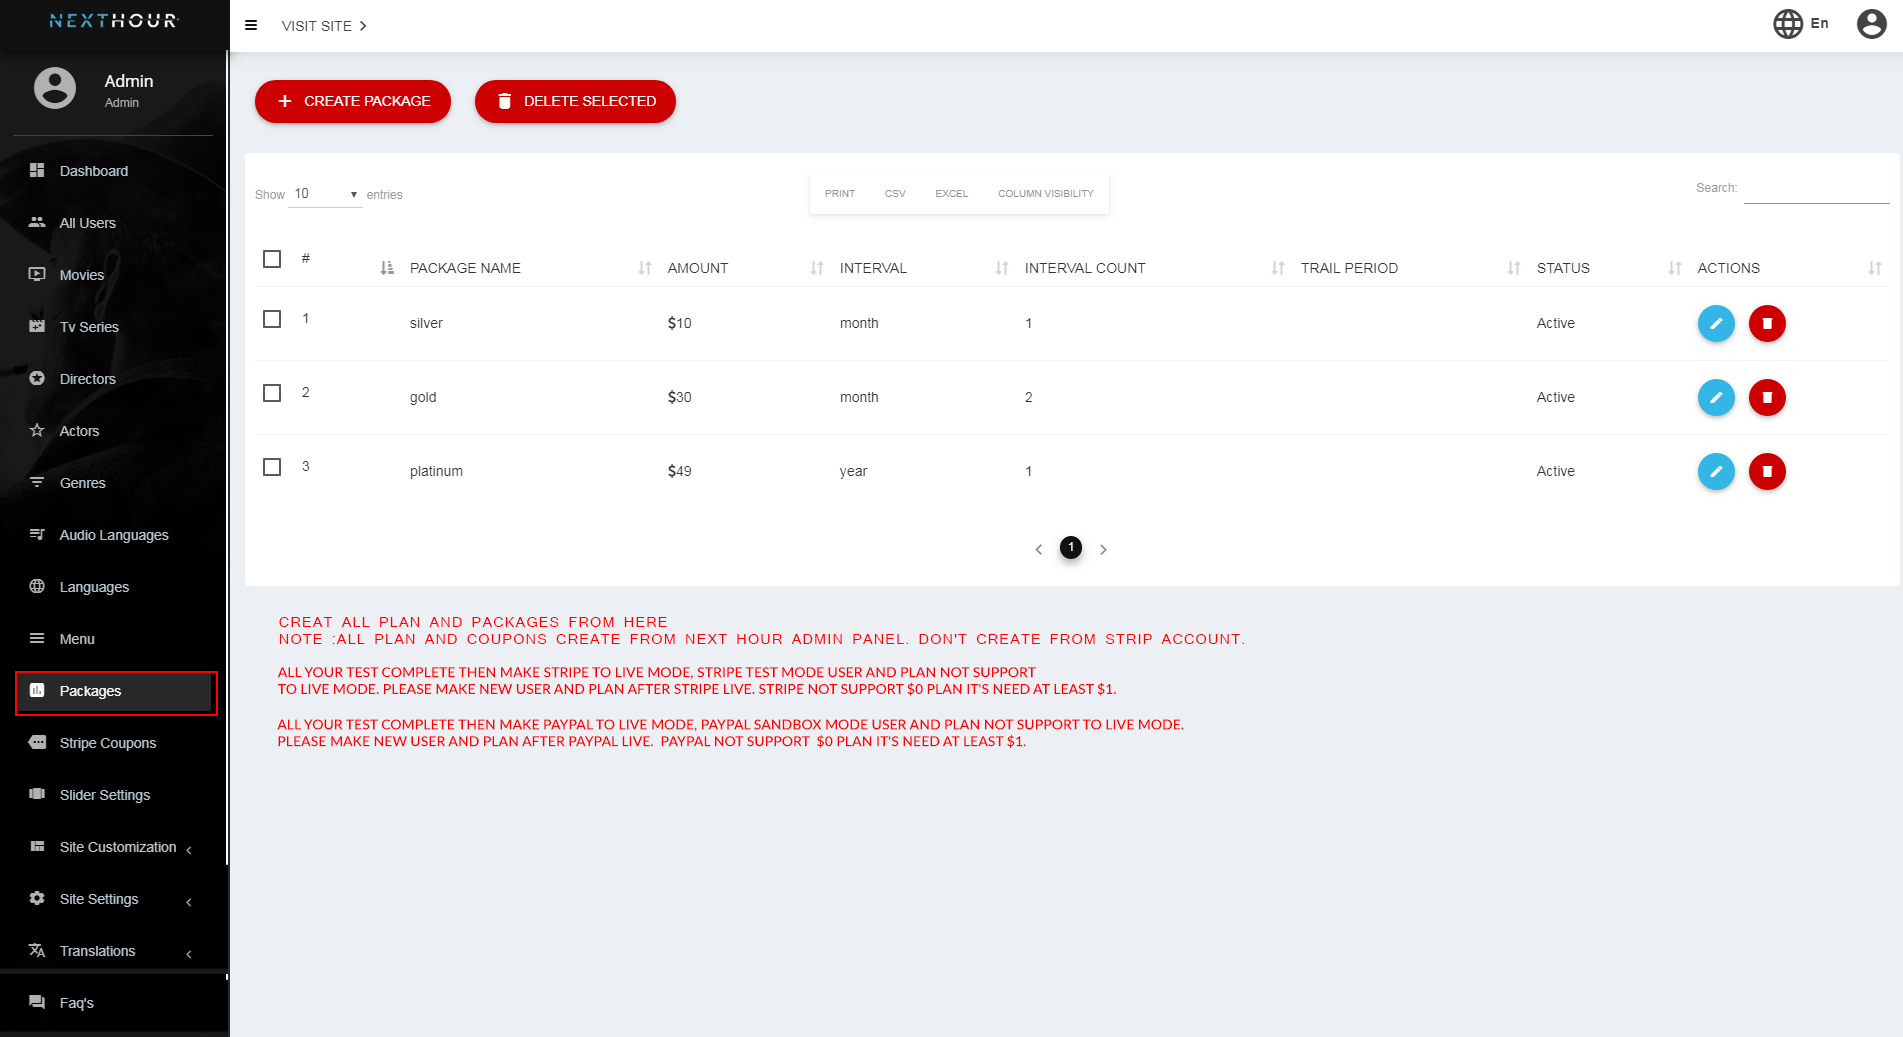 NEXTHOUR
VISIT SITE
En
Admin
Admin
Dashboard
All Users
Movies
Tv Series
Directors
Actors
Genres
Audio Languages
Languages
Menu
Packages
Stripe Coupons
Slider Settings
Site Customization
Site Settings
Translations
Faq's
CREATE PACKAGE
DELETE SELECTED
Show 10 entries
PRINT CSV EXCEL COLUMN VISIBILITY
Search:
# PACKAGE NAME AMOUNT INTERVAL INTERVAL COUNT TRAIL PERIOD STATUS ACTIONS
1 silver $10 month 1 Active
2 gold $30 month 2 Active
3 platinum $49 year 1 Active
1
CREAT ALL PLAN AND PACKAGES FROM HERE
NOTE :ALL PLAN AND COUPONS CREATE FROM NEXT HOUR ADMIN PANEL. DON'T CREATE FROM STRIP ACCOUNT.
ALL YOUR TEST COMPLETE THEN MAKE STRIPE TO LIVE MODE, STRIPE TEST MODE USER AND PLAN NOT SUPPORT
TO LIVE MODE. PLEASE MAKE NEW USER AND PLAN AFTER STRIPE LIVE. STRIPE NOT SUPPORT $0 PLAN IT'S NEED AT LEAST $1.
ALL YOUR TEST COMPLETE THEN MAKE PAYPAL TO LIVE MODE, PAYPAL SANDBOX MODE USER AND PLAN NOT SUPPORT TO LIVE MODE.
PLEASE MAKE NEW USER AND PLAN AFTER PAYPAL LIVE. PAYPAL NOT SUPPORT $0 PLAN IT'S NEED AT LEAST $1.